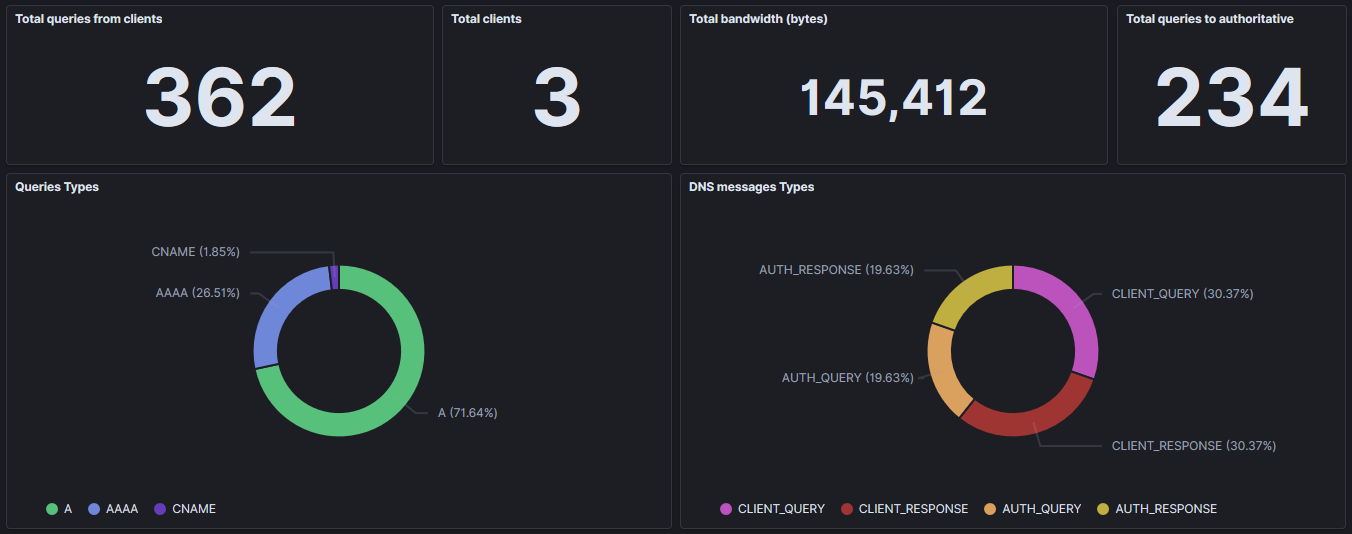 Total queries from clients
362
Total clients
3
Total bandwidth (bytes)
145,412
Total queries to authoritative
234
Queries Types
CNAME (1.85%)
AAAA (26.51%)
A (71.64%)
A
AAAA
CNAME
DNS messages Types
AUTH_RESPONSE (19.63%)
CLIENT_QUERY (30.37%)
AUTH_QUERY (19.63%)
CLIENT_RESPONSE (30.37%)
CLIENT_QUERY
CLIENT_RESPONSE
AUTH_QUERY
AUTH_RESPONSE